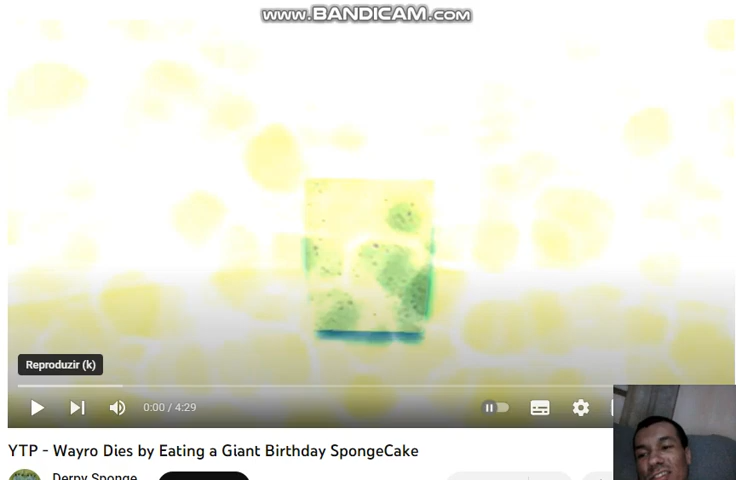 www.BANDICAM.com
Reproduzir (k)
0:00 / 4:29
YTP - Wayro Dies by Eating a Giant Birthday SpongeCake
Derpy Sponge